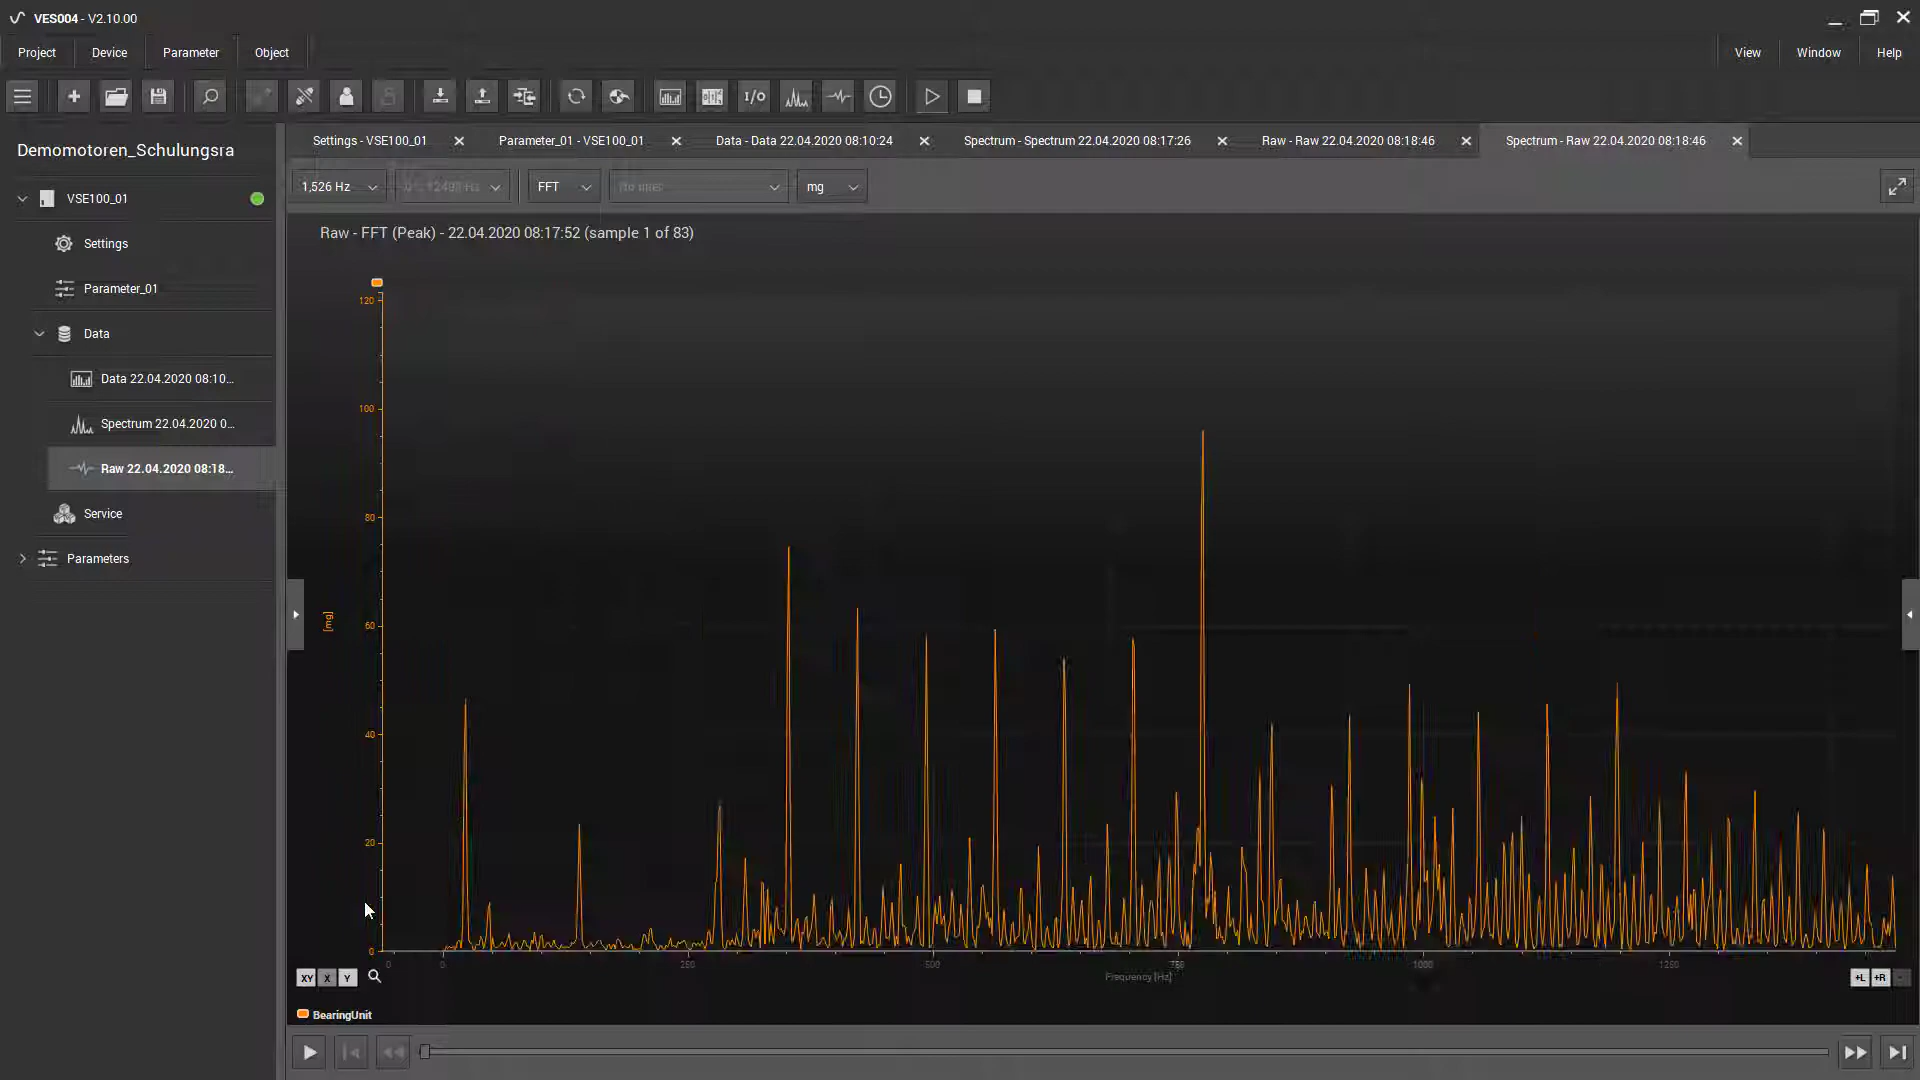 VES004 - V2.10.00
Project Device Parameter Object View Window Help
I/O
Demomotoren_Schulungsra
Settings - VSE100_01 Parameter_01 - VSE100_01 Data - Data 22.04.2020 08:10:24 Spectrum - Spectrum 22.04.2020 08:17:26 Raw - Raw 22.04.2020 08:18:46 Spectrum - Raw 22.04.2020 08:18:46
1,526 Hz FFT mg
VSE100_01
Settings
Parameter_01
Data
Data 22.04.2020 08:10...
Spectrum 22.04.2020 0...
Raw 22.04.2020 08:18...
Service
Parameters
Raw - FFT (Peak) - 22.04.2020 08:17:52 (sample 1 of 83)
120
100
80
60
40
20
0
[mg]
0 0 250 500 750 1000 1250
Frequency [Hz]
XY X Y +L +R -
BearingUnit